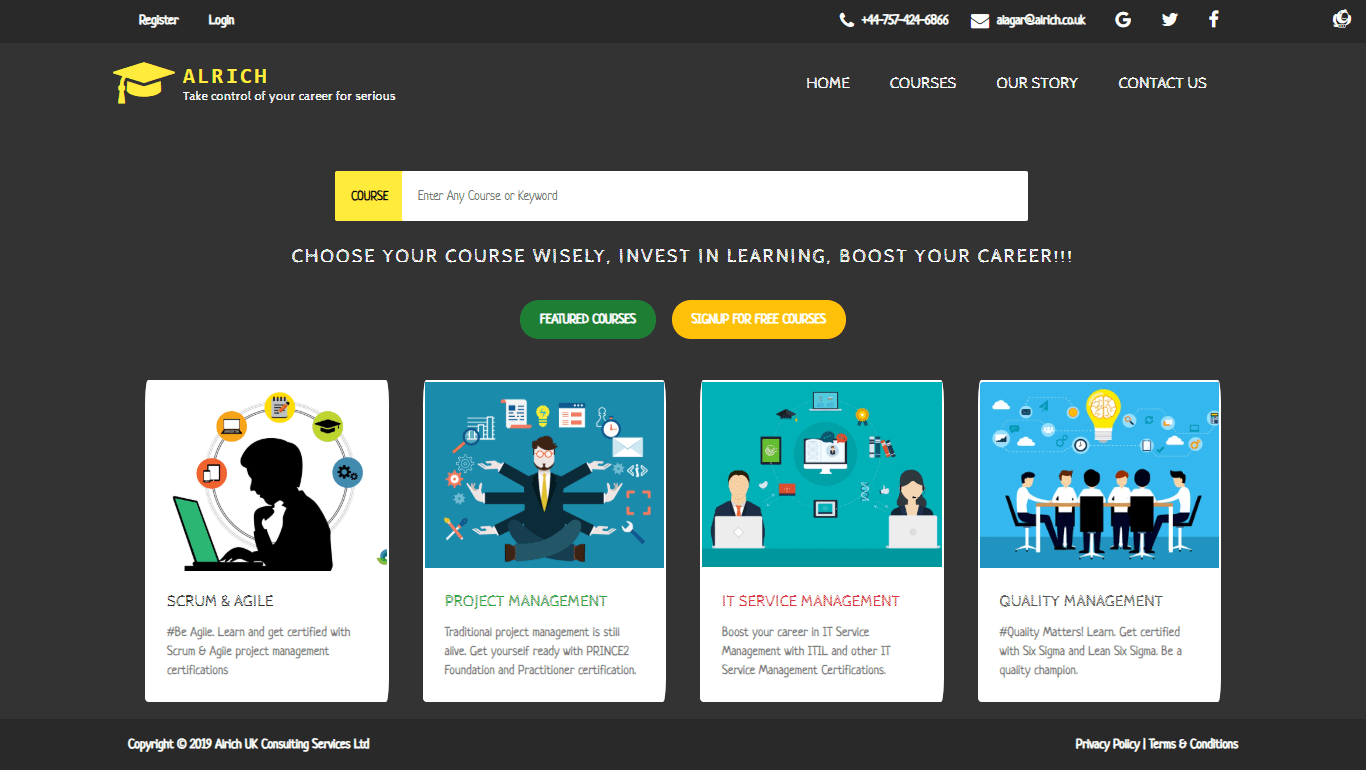 Register Login +44-757-424-6866 alagar@alrich.co.uk
ALRICH
Take control of your career for serious
HOME COURSES OUR STORY CONTACT US
COURSE Enter Any Course or Keyword
CHOOSE YOUR COURSE WISELY, INVEST IN LEARNING, BOOST YOUR CAREER!!!
FEATURED COURSES SIGNUP FOR FREE COURSES
SCRUM & AGILE
#Be Agile. Learn and get certified with
Scrum & Agile project management
certifications
PROJECT MANAGEMENT
Traditional project management is still
alive. Get yourself ready with PRINCE2
Foundation and Practitioner certification.
IT SERVICE MANAGEMENT
Boost your career in IT Service
Management with ITIL and other IT
Service Management Certifications.
QUALITY MANAGEMENT
#Quality Matters! Learn. Get certified
with Six Sigma and Lean Six Sigma. Be a
quality champion.
Copyright © 2019 Alrich UK Consulting Services Ltd Privacy Policy | Terms & Conditions